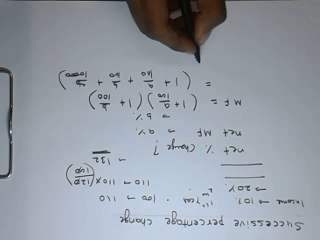 Successive percentage change
Income → 10% 1st year · 100 → 110
→ 20% 2nd 110 → 110 × (120/100)
→ 132
net % change ?
net MF → a%
→ b%
MF = (1 + a/100) (1 + b/100)
= (1 + a/100 + b/100 + ab/10000)